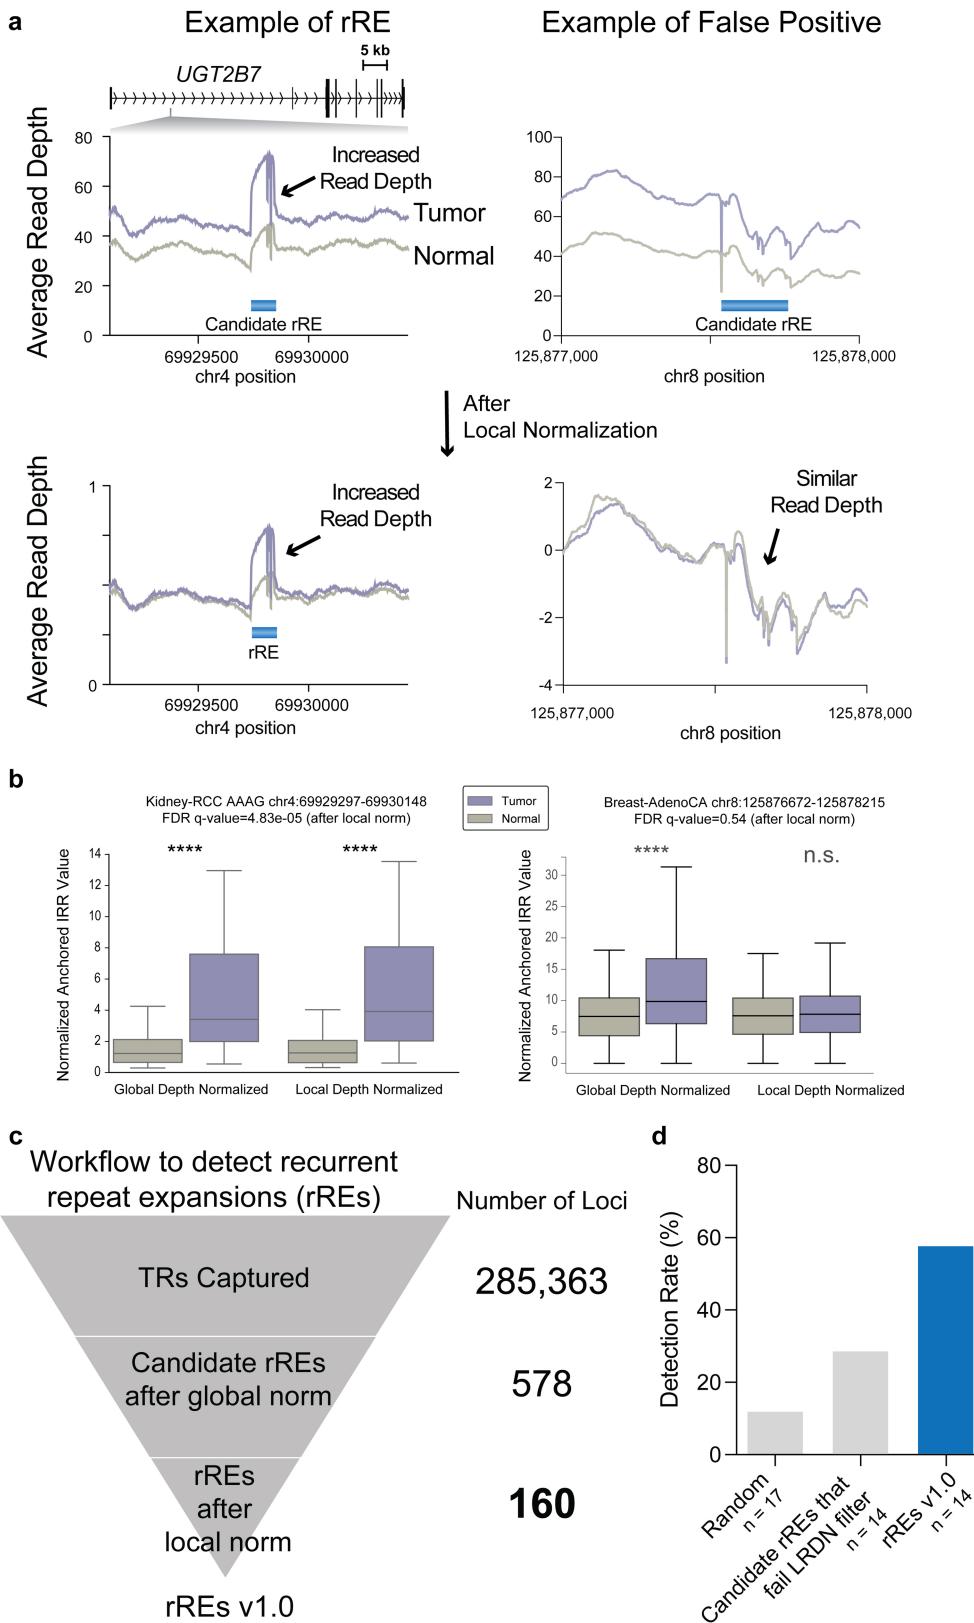 a
Example of rRE
Example of False Positive
5 kb
UGT2B7
Average Read Depth
80
60
40
20
0
Increased
Read Depth
Tumor
Normal
Candidate rRE
69929500
69930000
chr4 position
100
80
60
40
20
0
Candidate rRE
125,877,000
125,878,000
chr8 position
After
Local Normalization
Average Read Depth
1
0
Increased
Read Depth
rRE
69929500
69930000
chr4 position
2
0
-2
-4
Similar
Read Depth
125,877,000
125,878,000
chr8 position
b
Kidney-RCC AAAG chr4:69929297-69930148
FDR q-value=4.83e-05 (after local norm)
Tumor
Normal
Breast-AdenoCA chr8:125876672-125878215
FDR q-value=0.54 (after local norm)
Normalized Anchored IRR Value
14
12
10
8
6
4
2
0
****
****
Global Depth Normalized
Local Depth Normalized
Normalized Anchored IRR Value
30
25
20
15
10
5
0
****
n.s.
Global Depth Normalized
Local Depth Normalized
c
Workflow to detect recurrent
repeat expansions (rREs)
Number of Loci
TRs Captured
285,363
Candidate rREs
after global norm
578
rREs
after
local norm
160
rREs v1.0
d
Detection Rate (%)
80
60
40
20
0
Random
n = 17
Candidate rREs that
fail LRDN filter
n = 14
rREs v1.0
n = 14